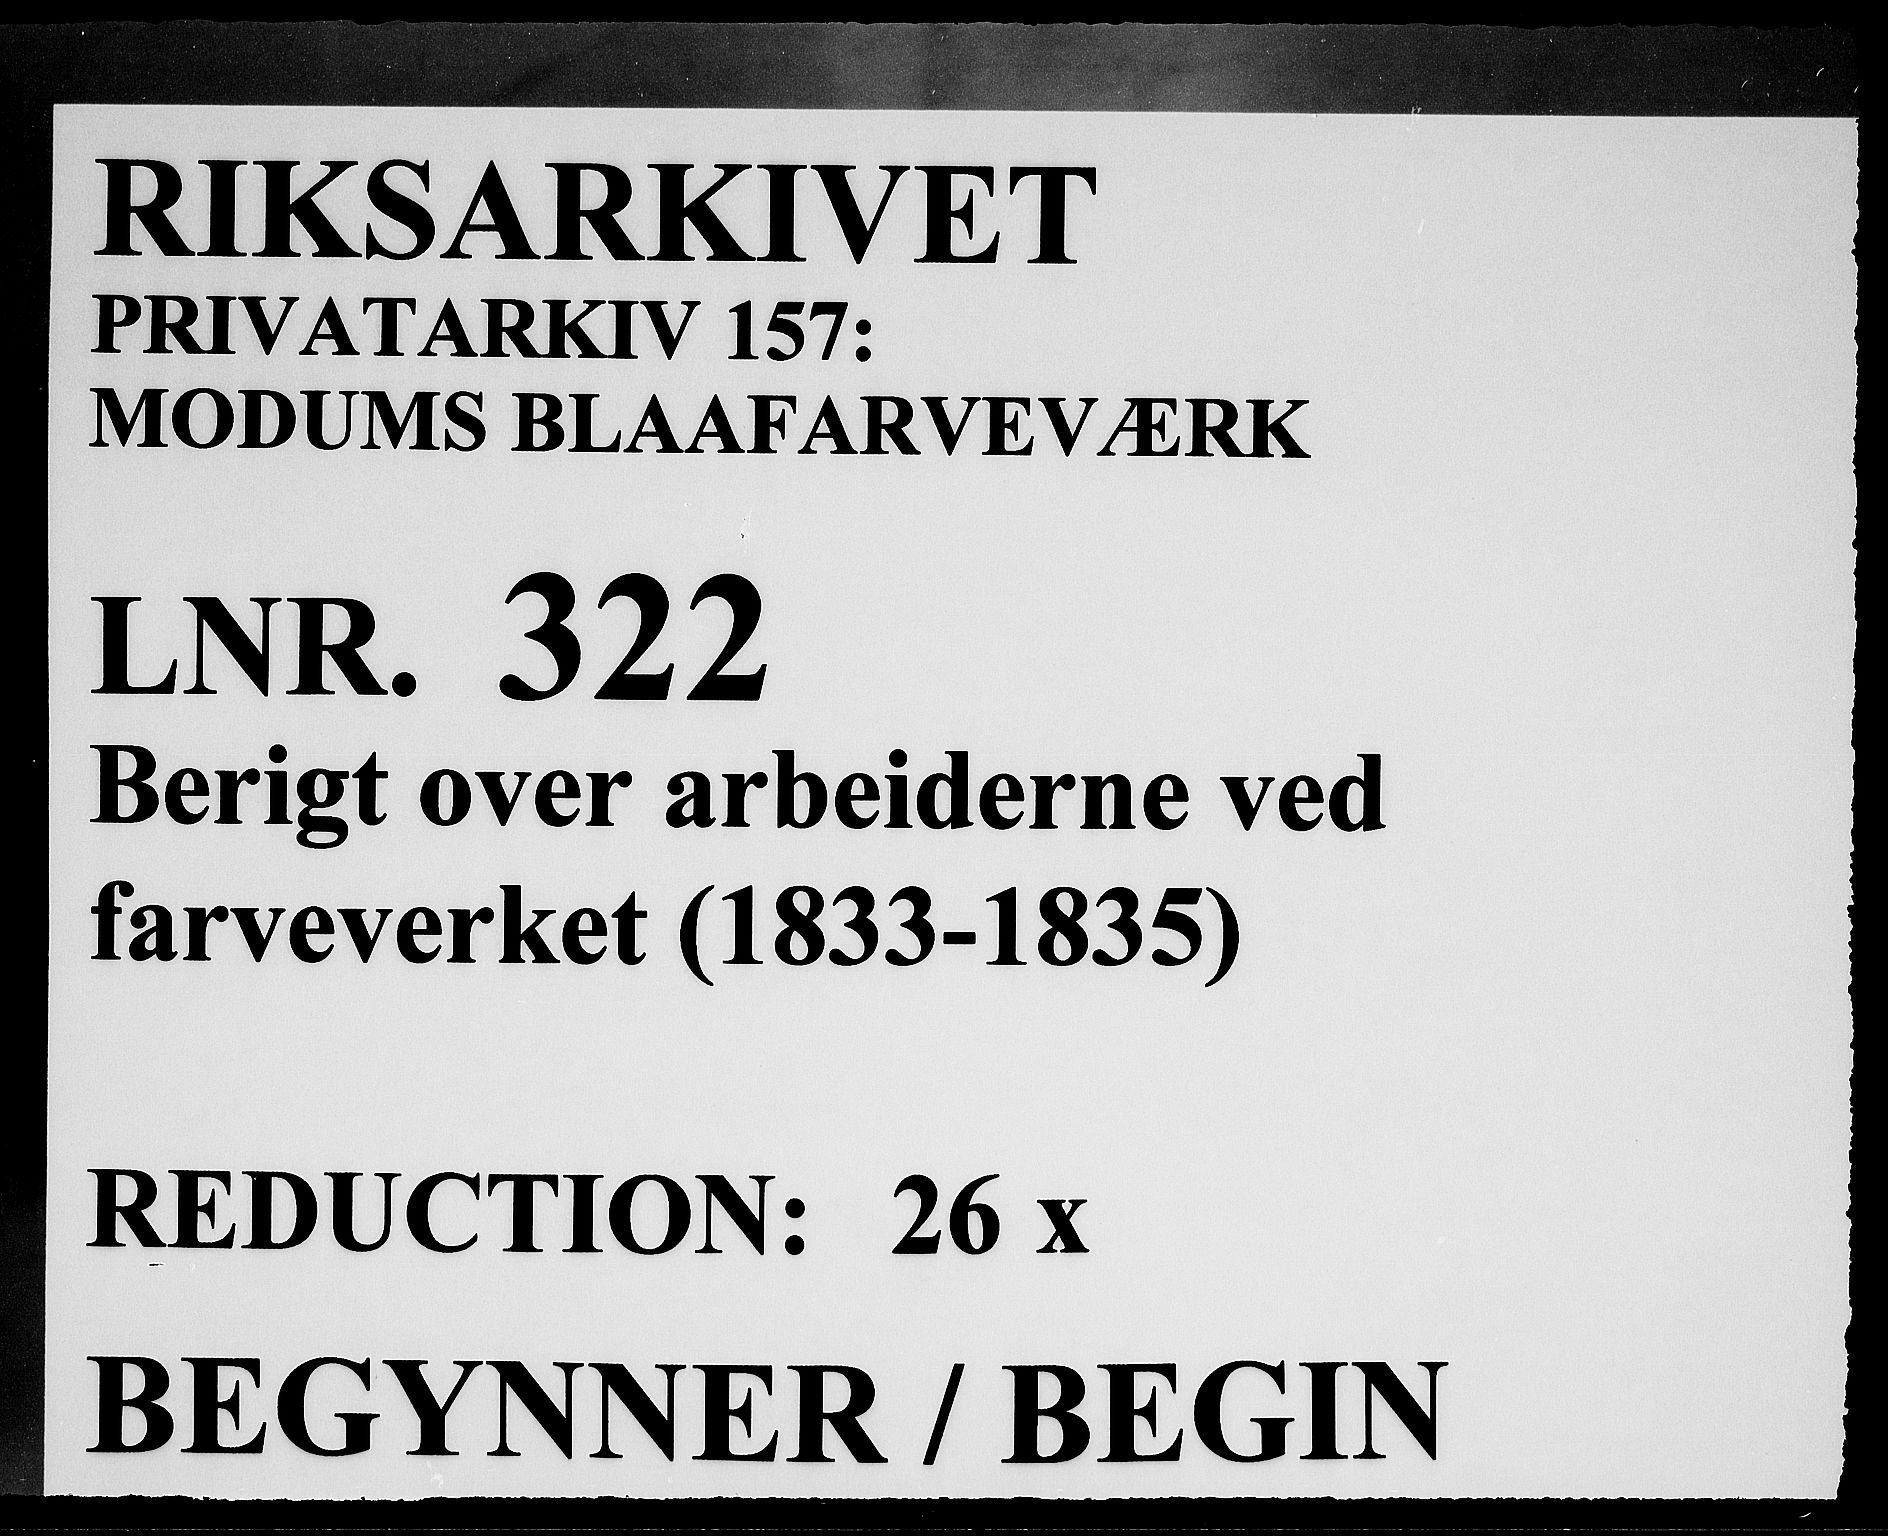 RIKSARKIVET
PRIVATARKIV 157:
MODUMS BLAAFARVEVÆRK
LNR. 322
Berigt over arbeiderne ved
farveverket (1833-1835)
REDUCTION: 26 x
BEGYNNER / BEGIN